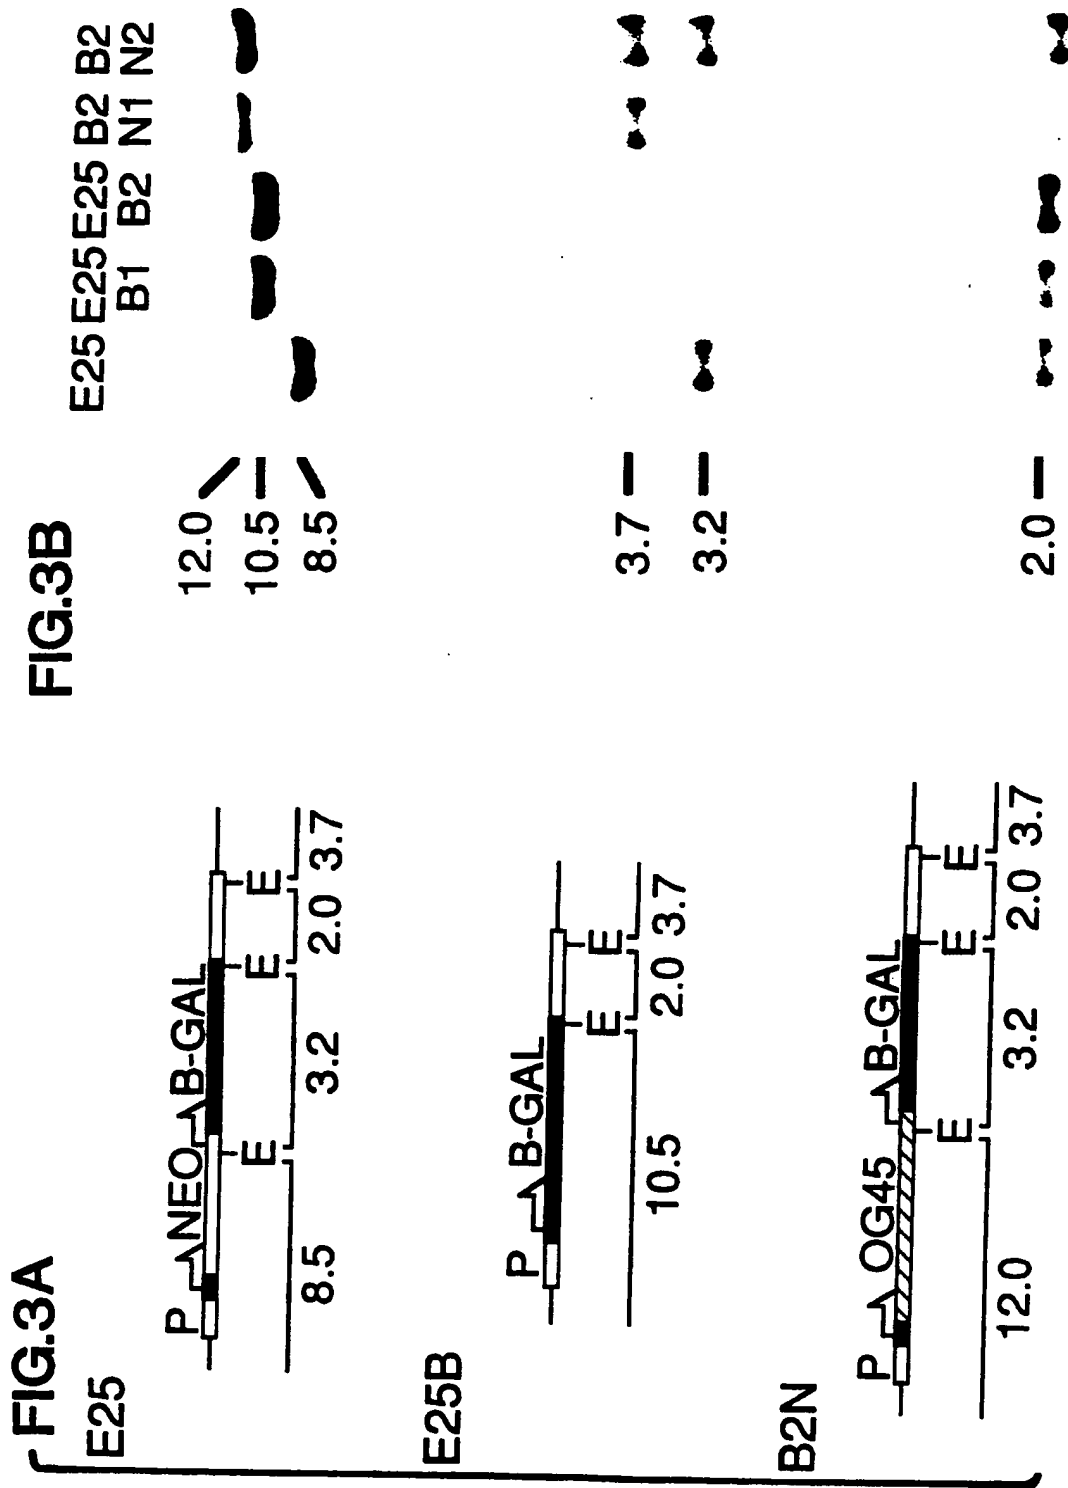 FIG.3A
E25
P NEO B-GAL
E E E
8.5 3.2 2.0 3.7
E25B
P B-GAL
E E
10.5 2.0 3.7
B2N
P OG45 B-GAL
E E E
12.0 3.2 2.0 3.7
FIG.3B
E25 E25 E25 B2 B2
B1 B2 N1 N2
12.0
10.5
8.5
3.7
3.2
2.0